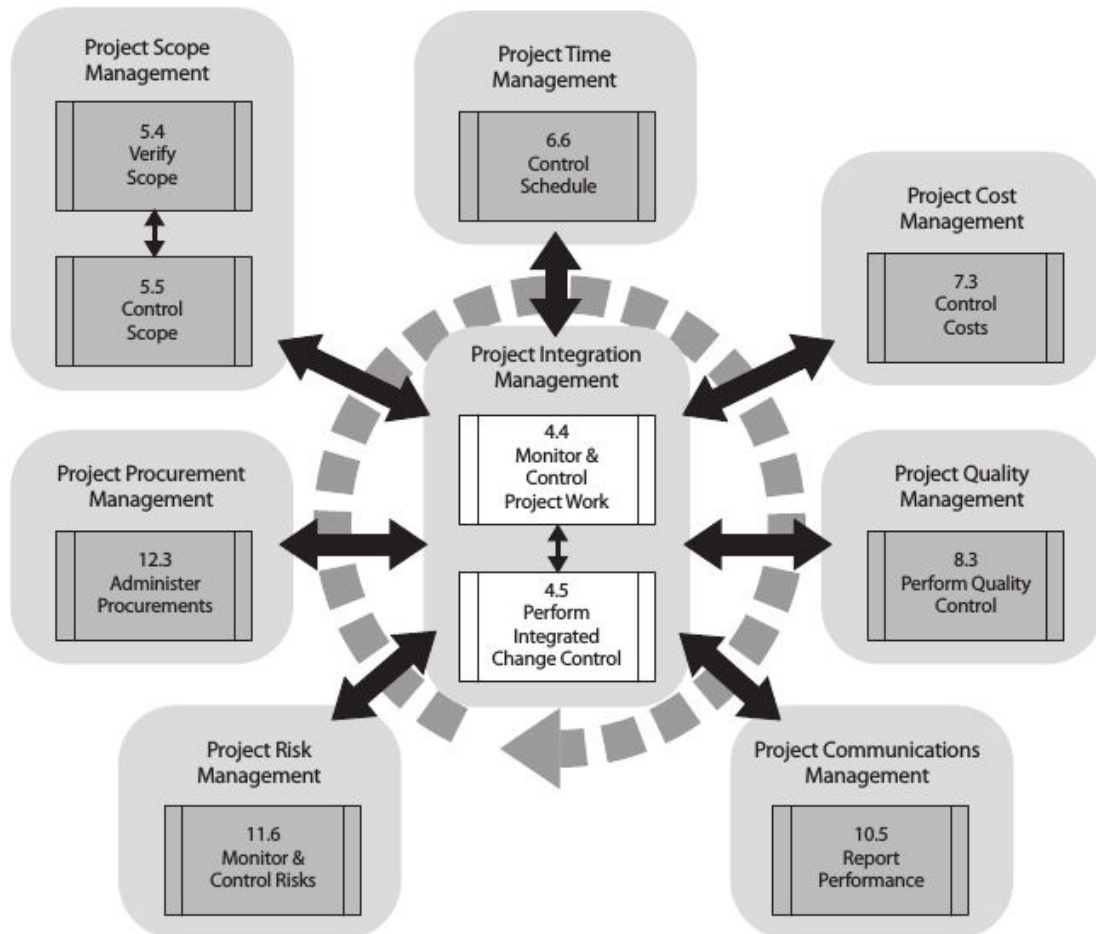 Project Scope
Management
5.4
Verify
Scope
5.5
Control
Scope
Project Time
Management
6.6
Control
Schedule
Project Cost
Management
7.3
Control
Costs
Project Integration
Management
4.4
Monitor &
Control
Project Work
4.5
Perform
Integrated
Change Control
Project Procurement
Management
12.3
Administer
Procurements
Project Quality
Management
8.3
Perform Quality
Control
Project Risk
Management
11.6
Monitor &
Control Risks
Project Communications
Management
10.5
Report
Performance